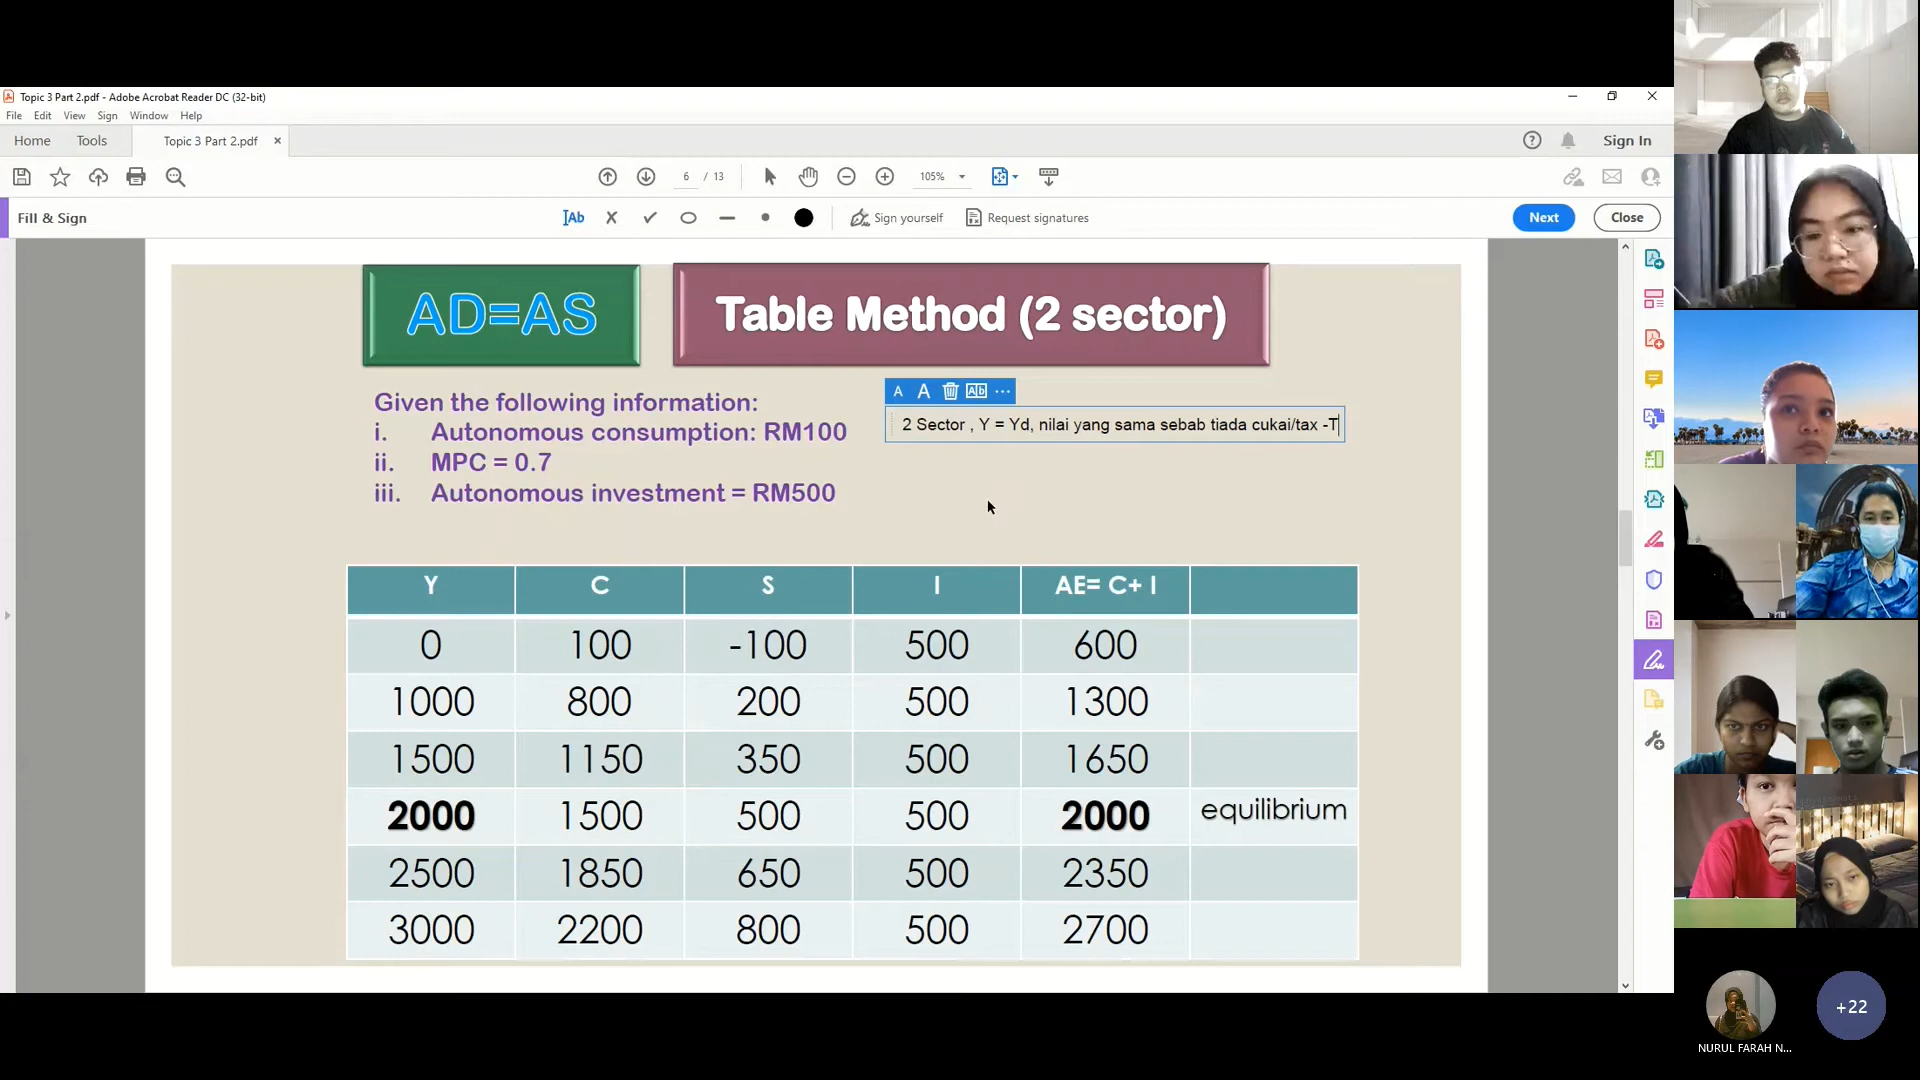 Topic 3 Part 2.pdf - Adobe Acrobat Reader DC (32-bit)
File Edit View Sign Window Help
Home Tools Topic 3 Part 2.pdf × Sign In
6 / 13 105%
Fill & Sign Ab Sign yourself Request signatures Next Close
AD=AS Table Method (2 sector)
A A Alb ...
Given the following information:
2 Sector , Y = Yd, nilai yang sama sebab tiada cukai/tax -T
i. Autonomous consumption: RM100
ii. MPC = 0.7
iii. Autonomous investment = RM500
Y C S I AE= C+ I
0 100 -100 500 600
1000 800 200 500 1300
1500 1150 350 500 1650
2000 1500 500 500 2000 equilibrium
2500 1850 650 500 2350
3000 2200 800 500 2700
+22
NURUL FARAH N...